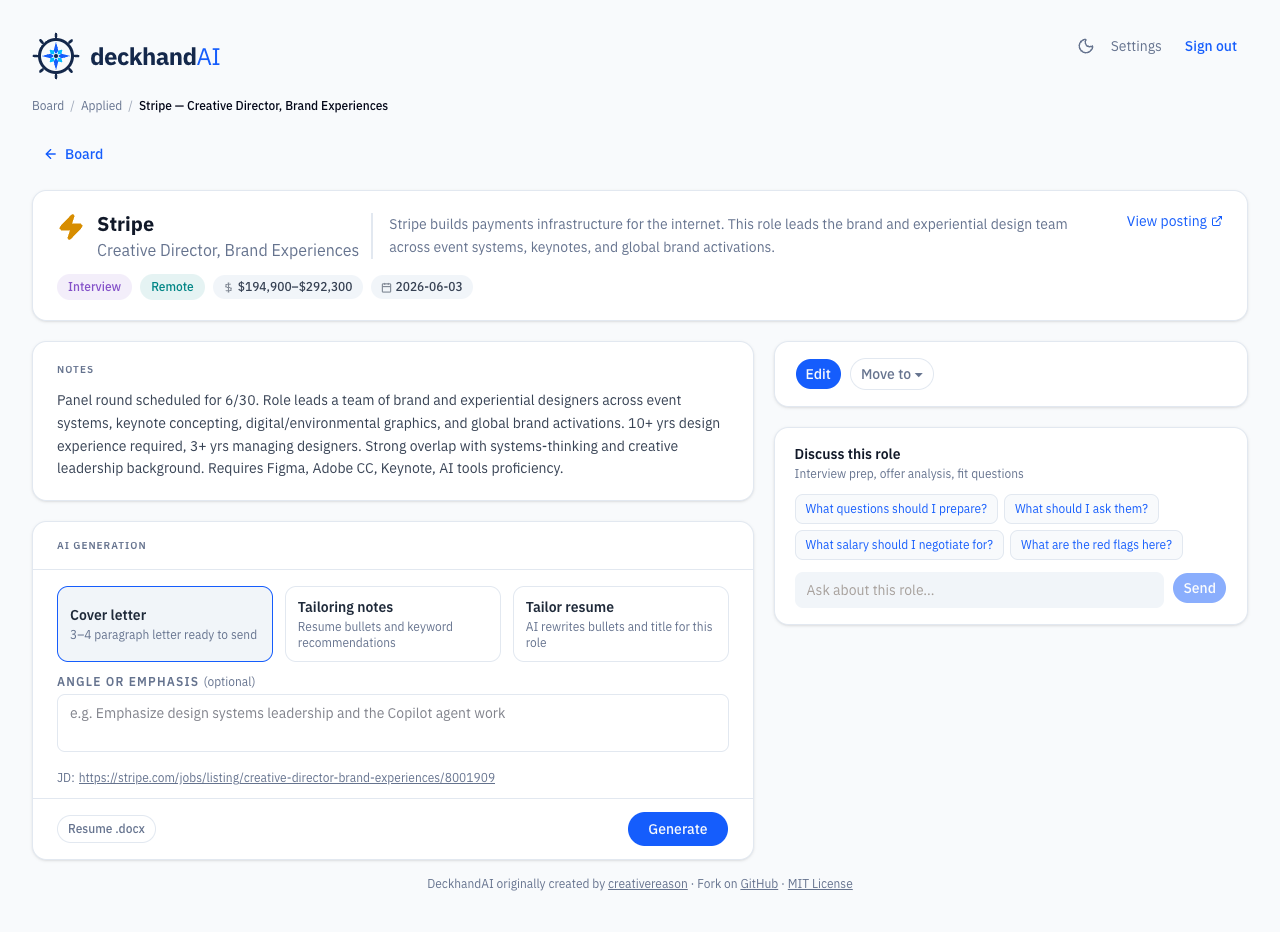 deckhandAI
Settings
Sign out
Board / Applied / Stripe — Creative Director, Brand Experiences
Board
Stripe
Creative Director, Brand Experiences
Stripe builds payments infrastructure for the internet. This role leads the brand and experiential design team
across event systems, keynotes, and global brand activations.
View posting
Interview
Remote
$194,900–$292,300
2026-06-03
NOTES
Panel round scheduled for 6/30. Role leads a team of brand and experiential designers across event
systems, keynote concepting, digital/environmental graphics, and global brand activations. 10+ yrs design
experience required, 3+ yrs managing designers. Strong overlap with systems-thinking and creative
leadership background. Requires Figma, Adobe CC, Keynote, AI tools proficiency.
Edit
Move to
Discuss this role
Interview prep, offer analysis, fit questions
What questions should I prepare?
What should I ask them?
What salary should I negotiate for?
What are the red flags here?
Ask about this role...
Send
AI GENERATION
Cover letter
3–4 paragraph letter ready to send
Tailoring notes
Resume bullets and keyword
recommendations
Tailor resume
AI rewrites bullets and title for this
role
ANGLE OR EMPHASIS (optional)
e.g. Emphasize design systems leadership and the Copilot agent work
JD: https://stripe.com/jobs/listing/creative-director-brand-experiences/8001909
Resume .docx
Generate
DeckhandAI originally created by creativereason · Fork on GitHub · MIT License